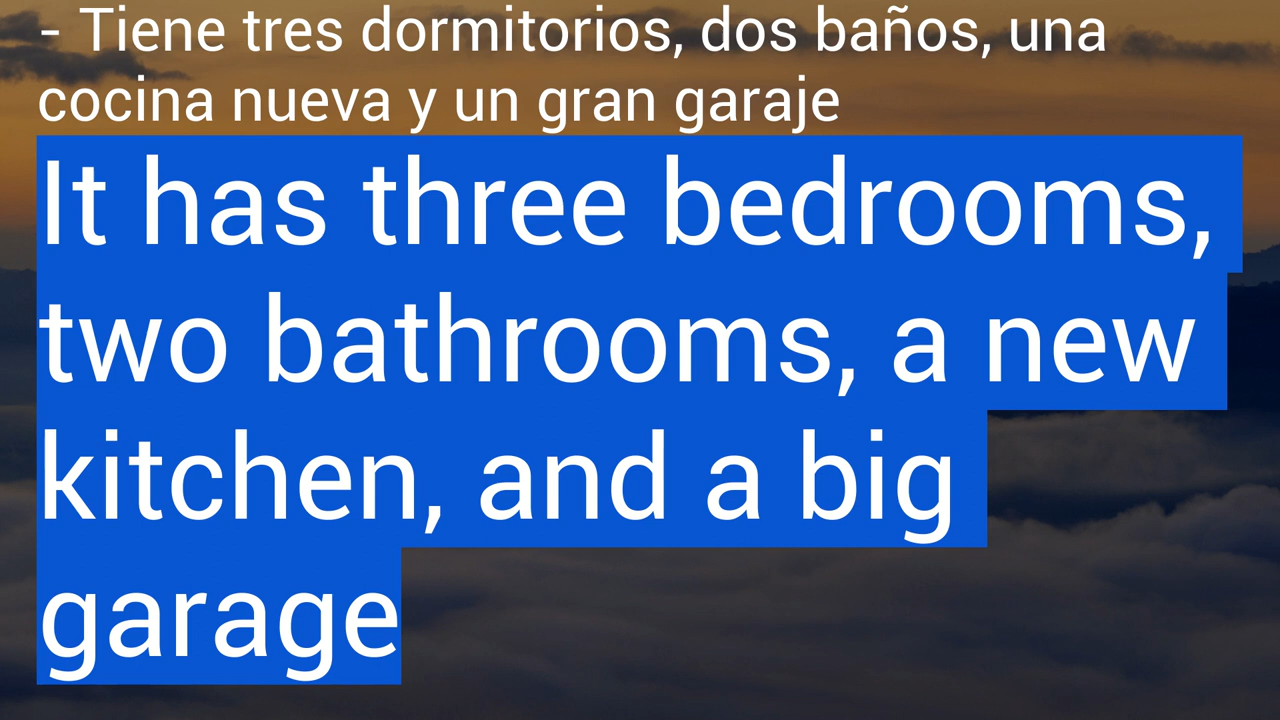 - Tiene tres dormitorios, dos baños, una
cocina nueva y un gran garaje
It has three bedrooms,
two bathrooms, a new
kitchen, and a big
garage